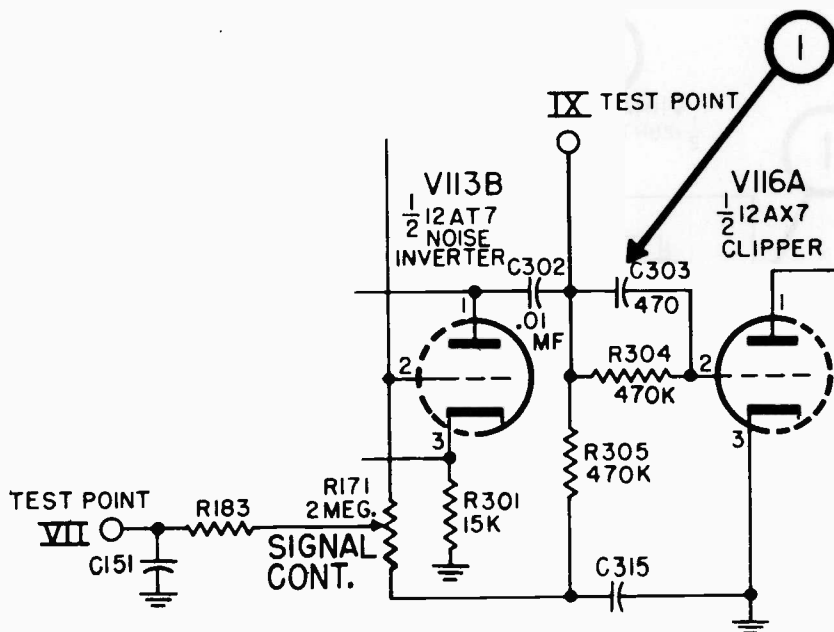 1
IX TEST POINT
V113B
1/2 12AT7
NOISE
INVERTER
V116A
1/2 12AX7
CLIPPER
C302
.01
MF
C303
470
1
2
3
R304
470K
1
2
3
R305
470K
R301
15K
R171
2 MEG.
SIGNAL
CONT.
TEST POINT
VII
R183
C151
C315